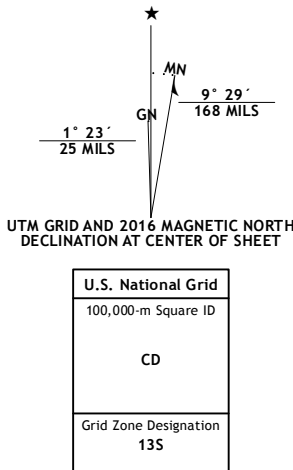 MN
GN
9° 29´
168 MILS
1° 23´
25 MILS
UTM GRID AND 2016 MAGNETIC NORTH
DECLINATION AT CENTER OF SHEET
U.S. National Grid
100,000-m Square ID
CD
Grid Zone Designation
13S